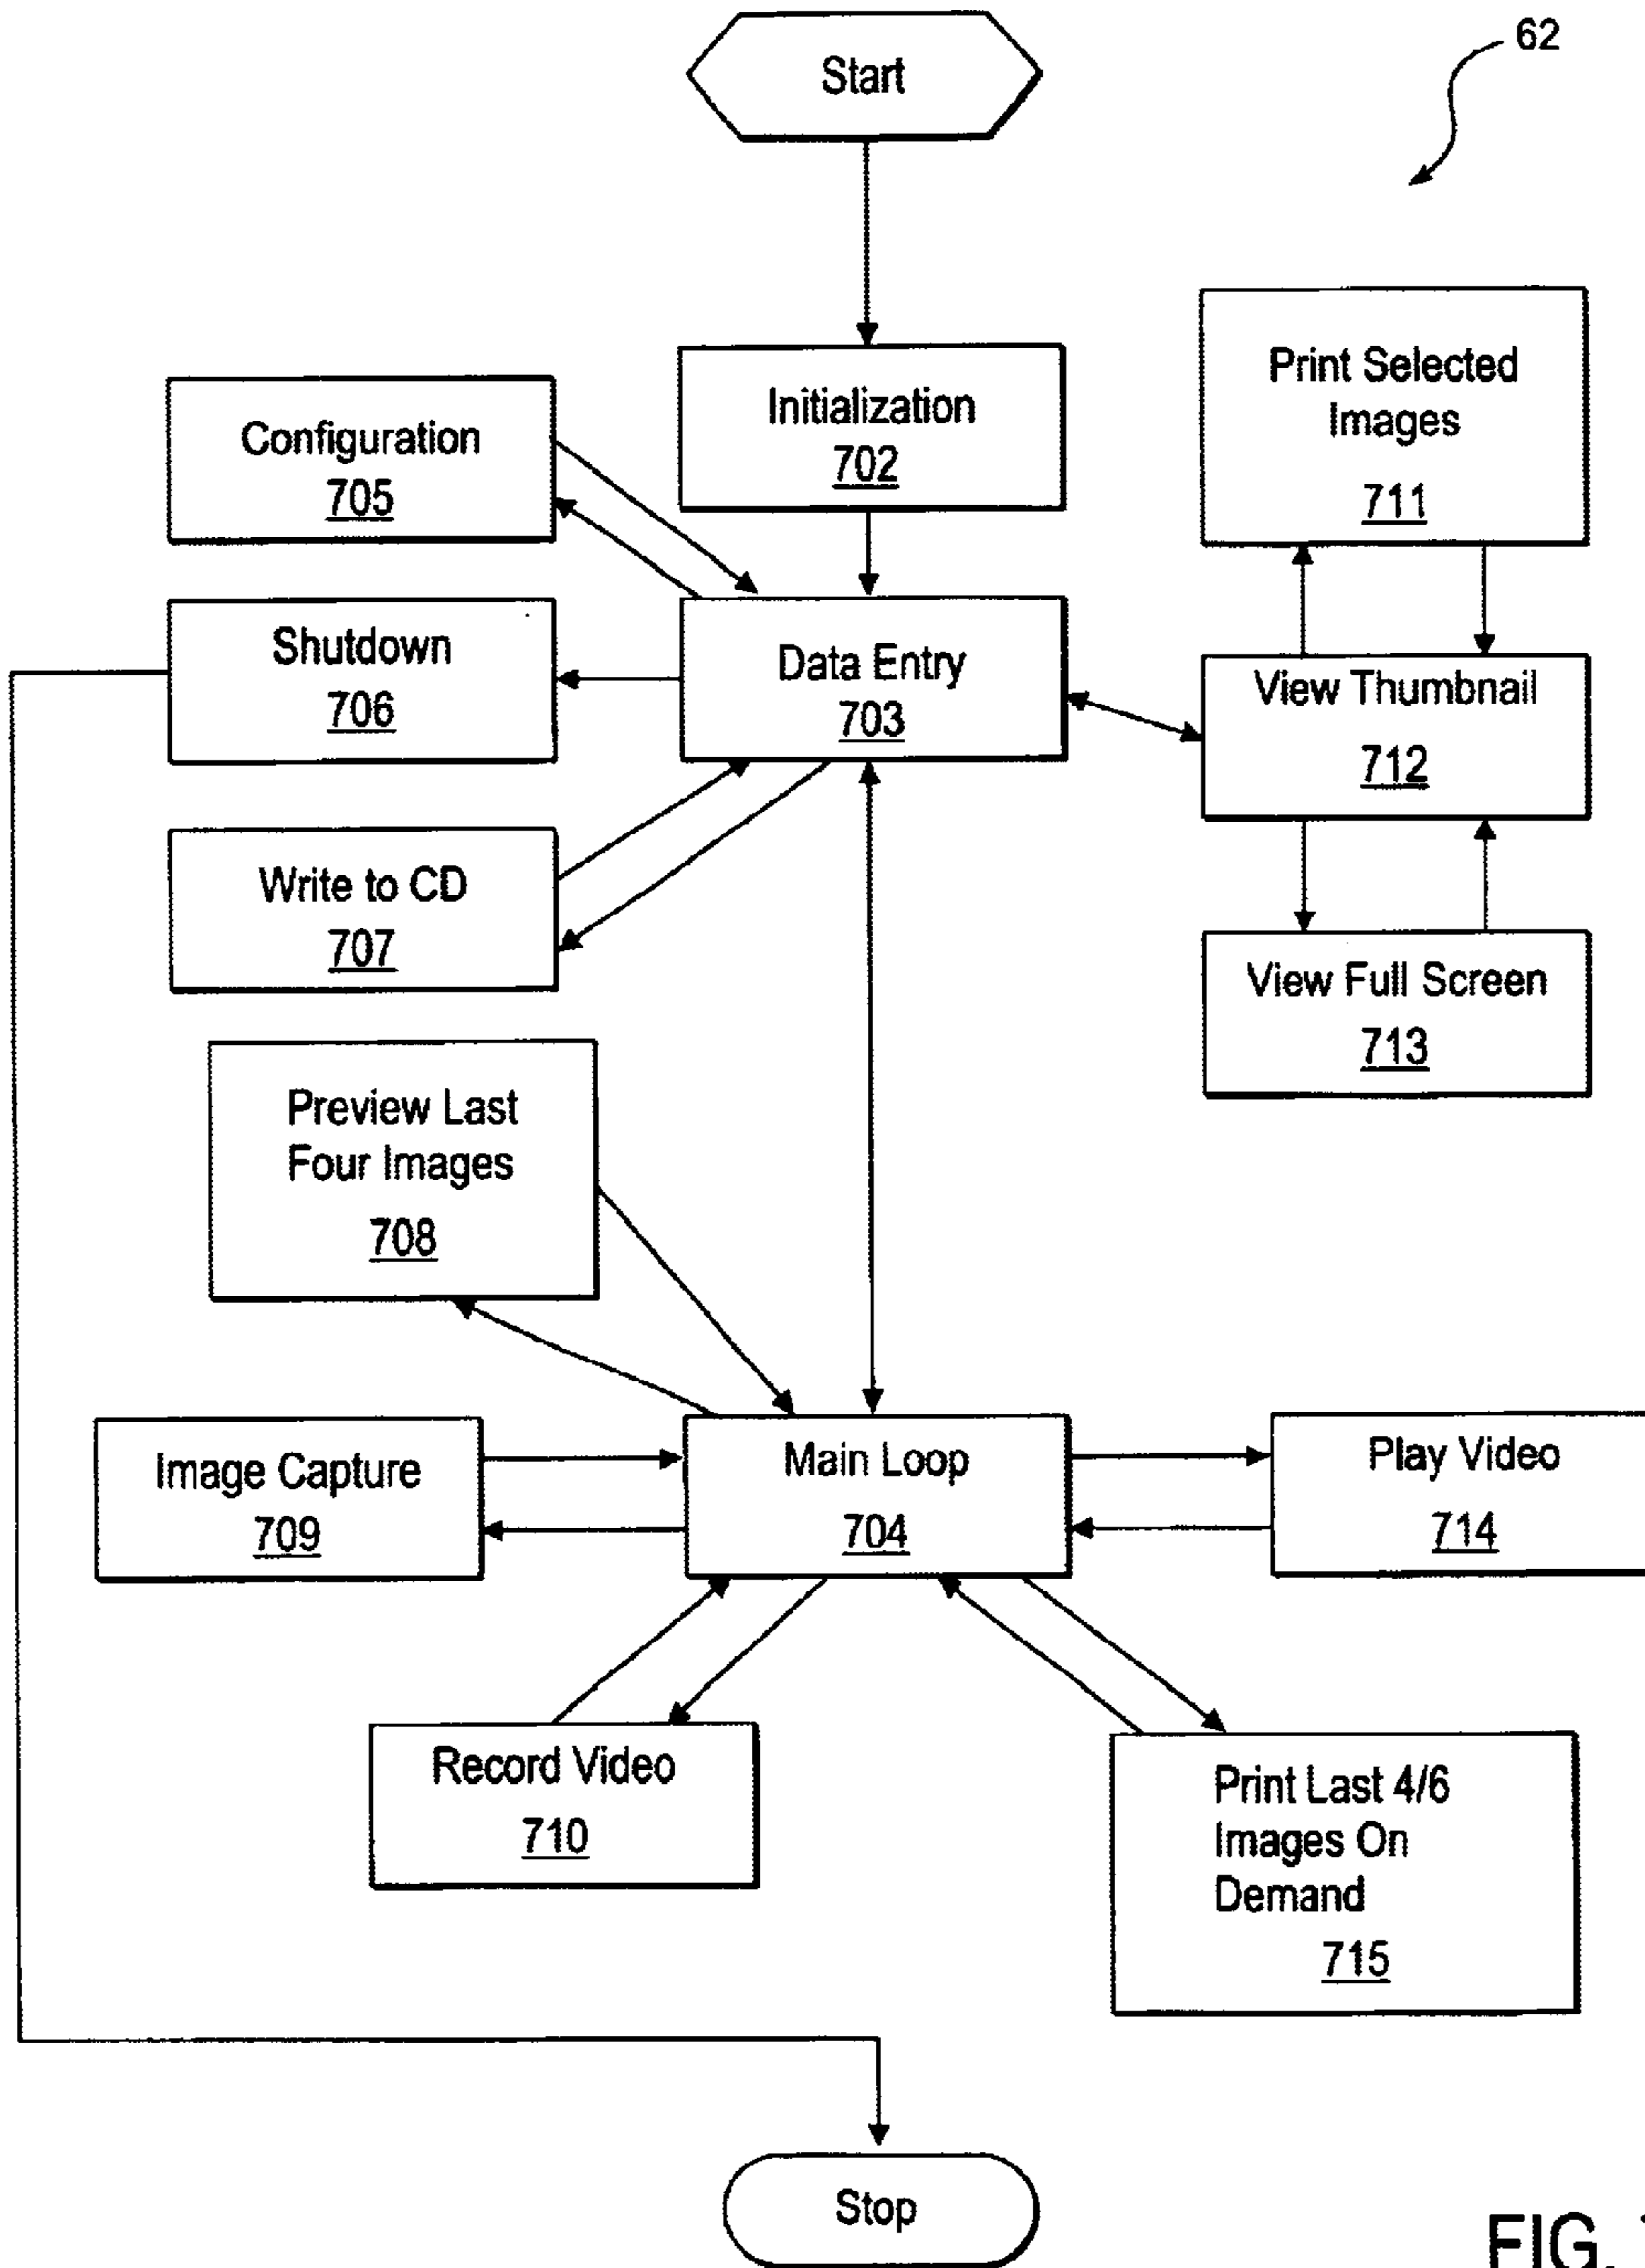 Start
62
Initialization
702
Print Selected
Images
711
Configuration
705
Shutdown
706
Data Entry
703
View Thumbnail
712
Write to CD
707
View Full Screen
713
Preview Last
Four Images
708
Image Capture
709
Main Loop
704
Play Video
714
Record Video
710
Print Last 4/6
Images On
Demand
715
Stop
FIG.